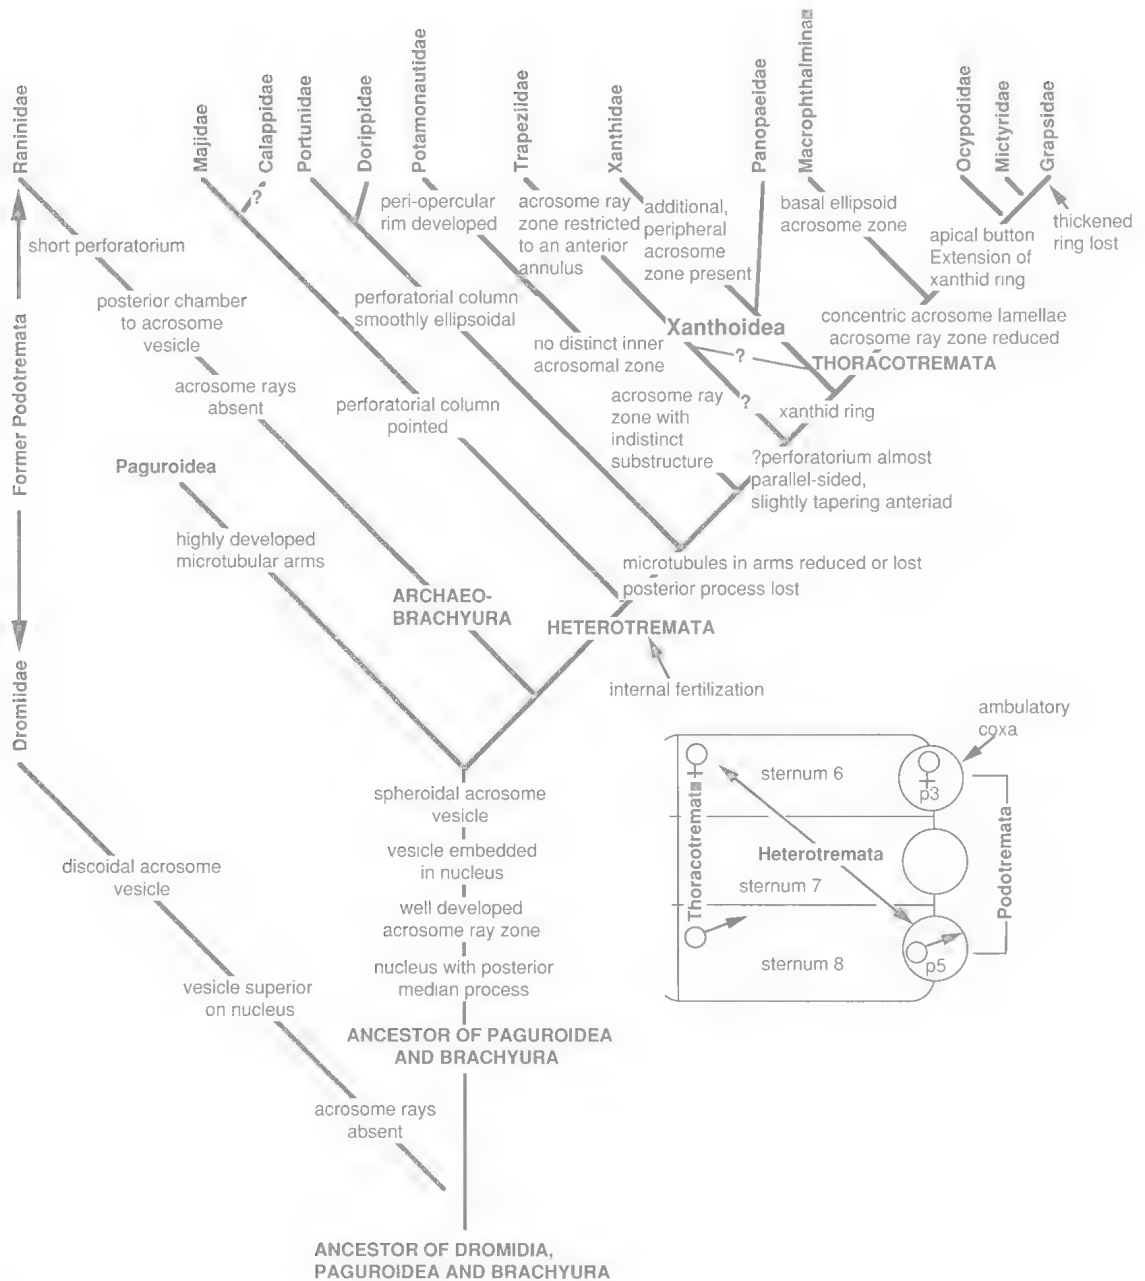 Raninidae
Majidae
Calappidae
Portunidae
Dorippidae
Potamonautidae
Trapeziidae
Xanthidae
Panopaeidae
Macrophthalmina
Ocypodidae
Mictyridae
Grapsidae
?
short perforatorium
peri-opercular
rim developed
acrosome ray
zone restricted
to an anterior
annulus
additional,
peripheral
acrosome
zone present
basal ellipsoid
acrosome zone
apical button
Extension of
xanthid ring
thickened
ring lost
Former Podotremata
posterior chamber
to acrosome
vesicle
perforatorial column
smoothly ellipsoidal
no distinct inner
acrosomal zone
Xanthoidea
?
concentric acrosome lamellae
acrosome ray zone reduced
THORACOTREMATA
acrosome rays
absent
perforatorial column
pointed
acrosome ray
zone with
indistinct
substructure
?
xanthid ring
Paguroidea
?perforatorium almost
parallel-sided,
slightly tapering anteriad
highly developed
microtubular arms
microtubules in arms reduced or lost
posterior process lost
ARCHAEO-
BRACHYURA
HETEROTREMATA
internal fertilization
Dromiidae
ambulatory
coxa
sternum 6
♀
♀
p3
Thoracotremata
Heterotremata
Podotremata
sternum 7
sternum 8
p5
spheroidal acrosome
vesicle
vesicle embedded
in nucleus
well developed
acrosome ray zone
nucleus with posterior
median process
discoidal acrosome
vesicle
vesicle superior
on nucleus
ANCESTOR OF PAGUROIDEA
AND BRACHYURA
acrosome rays
absent
ANCESTOR OF DROMIDIA,
PAGUROIDEA AND BRACHYURA